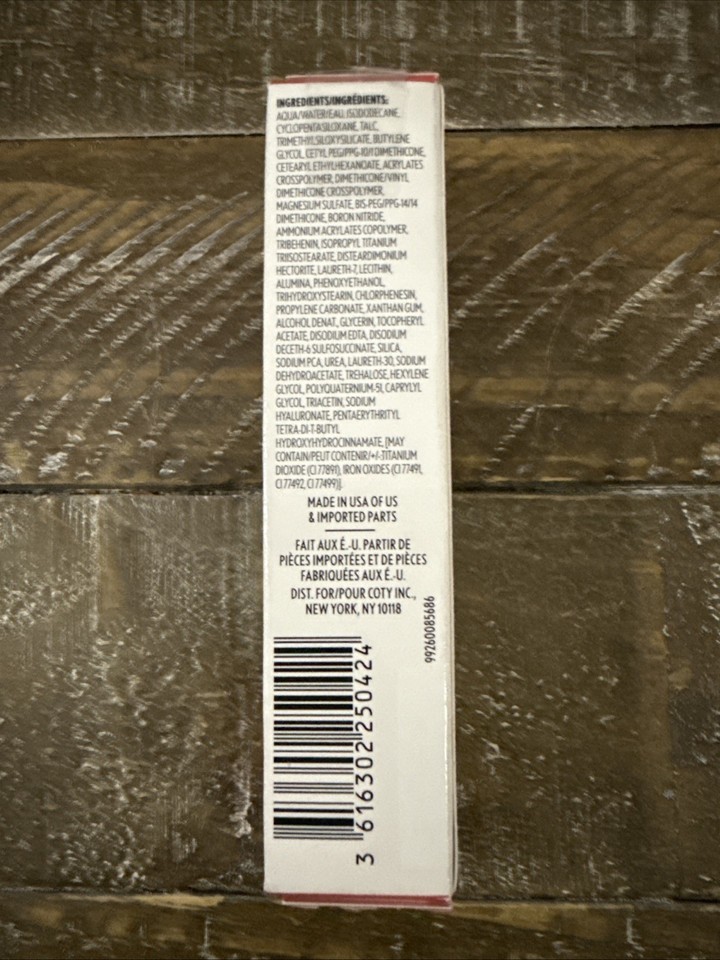 INGREDIENTS/INGRÉDIENTS:
AQUA/WATER/EAU, ISODODECANE,
CYCLOPENTASILOXANE, TALC,
TRIMETHYLSILOXYSILICATE, BUTYLENE
GLYCOL, CETYL PEG/PPG-10/1 DIMETHICONE,
CETEARYL ETHYLHEXANOATE, ACRYLATES
CROSSPOLYMER, DIMETHICONE/VINYL
DIMETHICONE CROSSPOLYMER,
MAGNESIUM SULFATE, BIS-PEG/PPG-14/14
DIMETHICONE, BORON NITRIDE,
AMMONIUM ACRYLATES COPOLYMER,
TRIBEHENIN, ISOPROPYL TITANIUM
TRIISOSTEARATE, DISTEARDIMONIUM
HECTORITE, LAURETH-7, LECITHIN,
ALUMINA, PHENOXYETHANOL,
TRIHYDROXYSTEARIN, CHLORPHENESIN,
PROPYLENE CARBONATE, XANTHAN GUM,
ALCOHOL DENAT., GLYCERIN, TOCOPHERYL
ACETATE, DISODIUM EDTA, DISODIUM
DECETH-6 SULFOSUCCINATE, SILICA,
SODIUM PCA, UREA, LAURETH-30, SODIUM
DEHYDROACETATE, TREHALOSE, HEXYLENE
GLYCOL, POLYQUATERNIUM-51, CAPRYLYL
GLYCOL, TRIACETIN, SODIUM
HYALURONATE, PENTAERYTHRITYL
TETRA-DI-T-BUTYL
HYDROXYHYDROCINNAMATE, [MAY
CONTAIN/PEUT CONTENIR/+/-:TITANIUM
DIOXIDE (CI 77891), IRON OXIDES (CI 77491,
CI 77492, CI 77499)].
MADE IN USA OF US
& IMPORTED PARTS
FAIT AUX É.-U. PARTIR DE
PIÈCES IMPORTÉES ET DE PIÈCES
FABRIQUÉES AUX É.-U.
DIST. FOR/POUR COTY INC.,
NEW YORK, NY 10118
99260085686
3 616302 250424